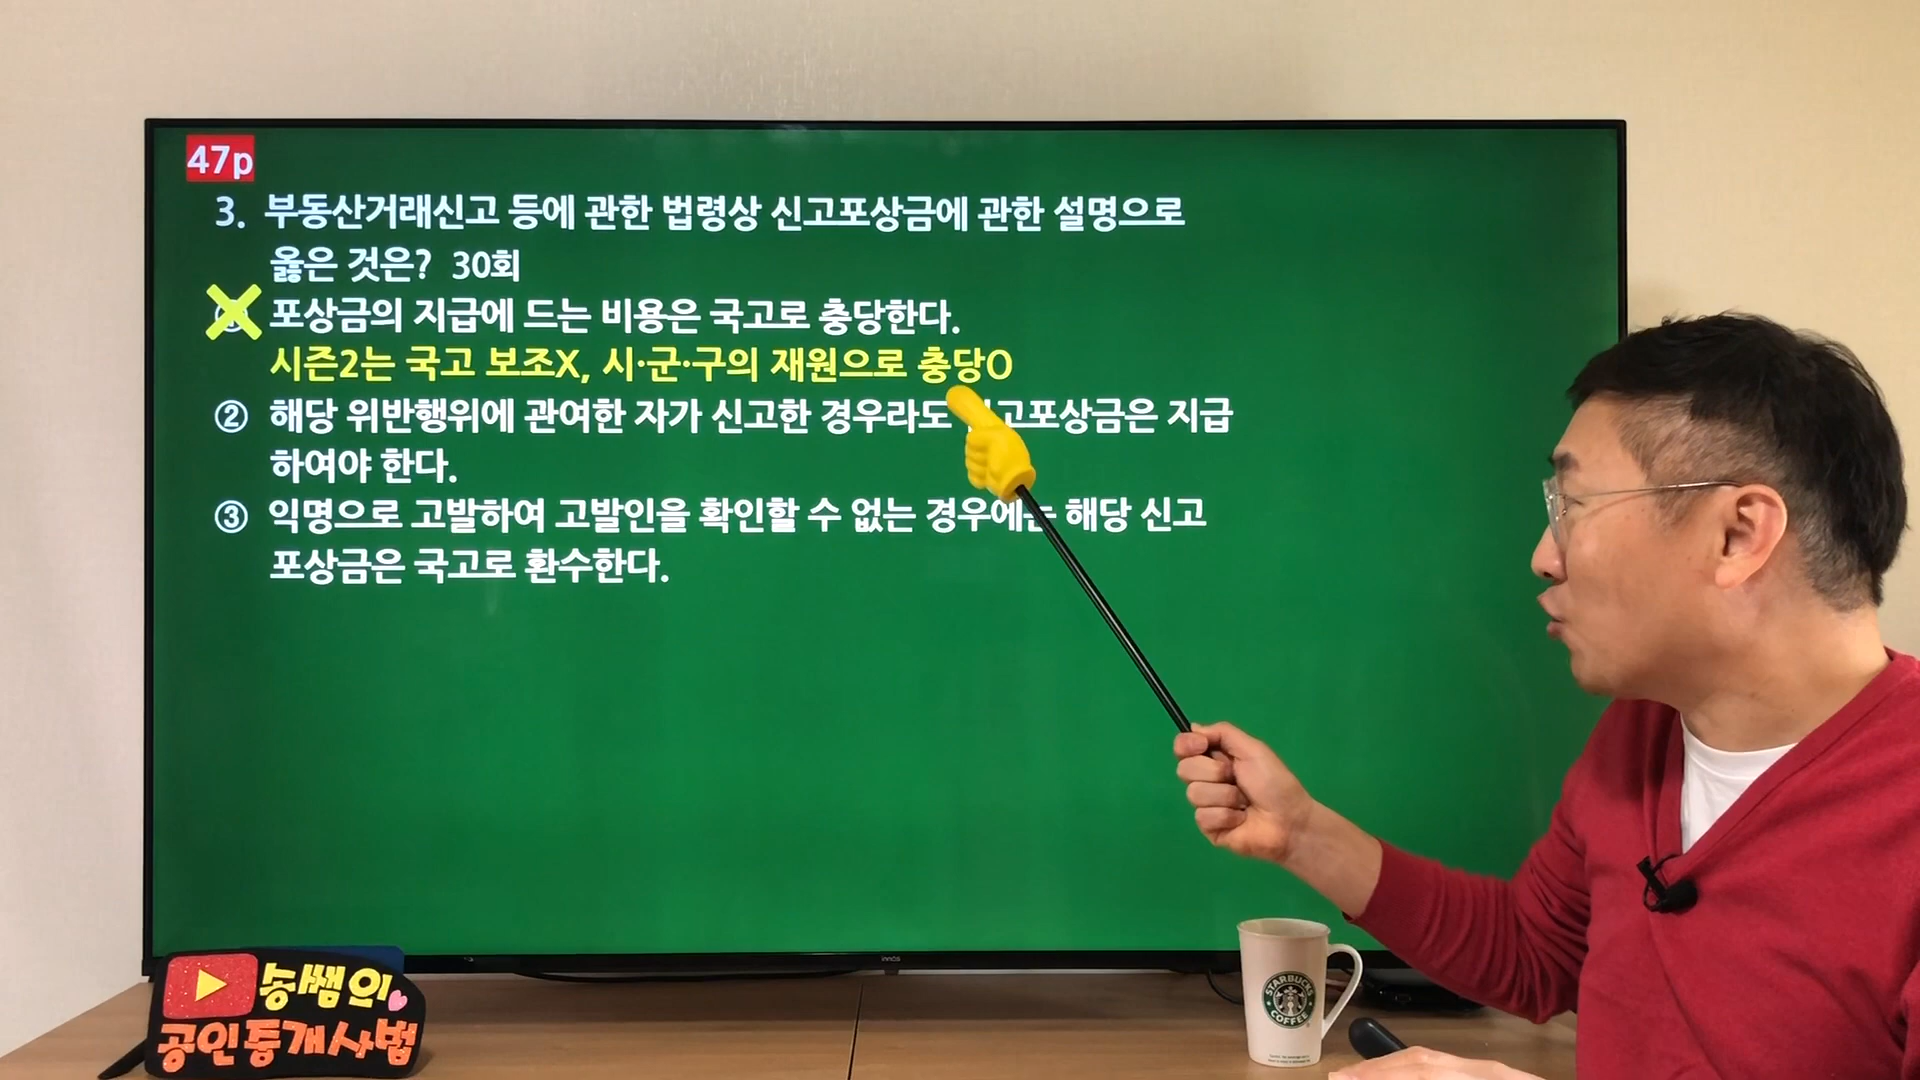 47p
3. 부동산거래신고 등에 관한 법령상 신고포상금에 관한 설명으로
옳은 것은? 30회
포상금의 지급에 드는 비용은 국고로 충당한다.
시즌2는 국고 보조X, 시·군·구의 재원으로 충당O
② 해당 위반행위에 관여한 자가 신고한 경우라도 신고포상금은 지급
하여야 한다.
③ 익명으로 고발하여 고발인을 확인할 수 없는 경우에는 해당 신고
포상금은 국고로 환수한다.
innos
송쌤의
공인중개사법
STARBUCKS
COFFEE